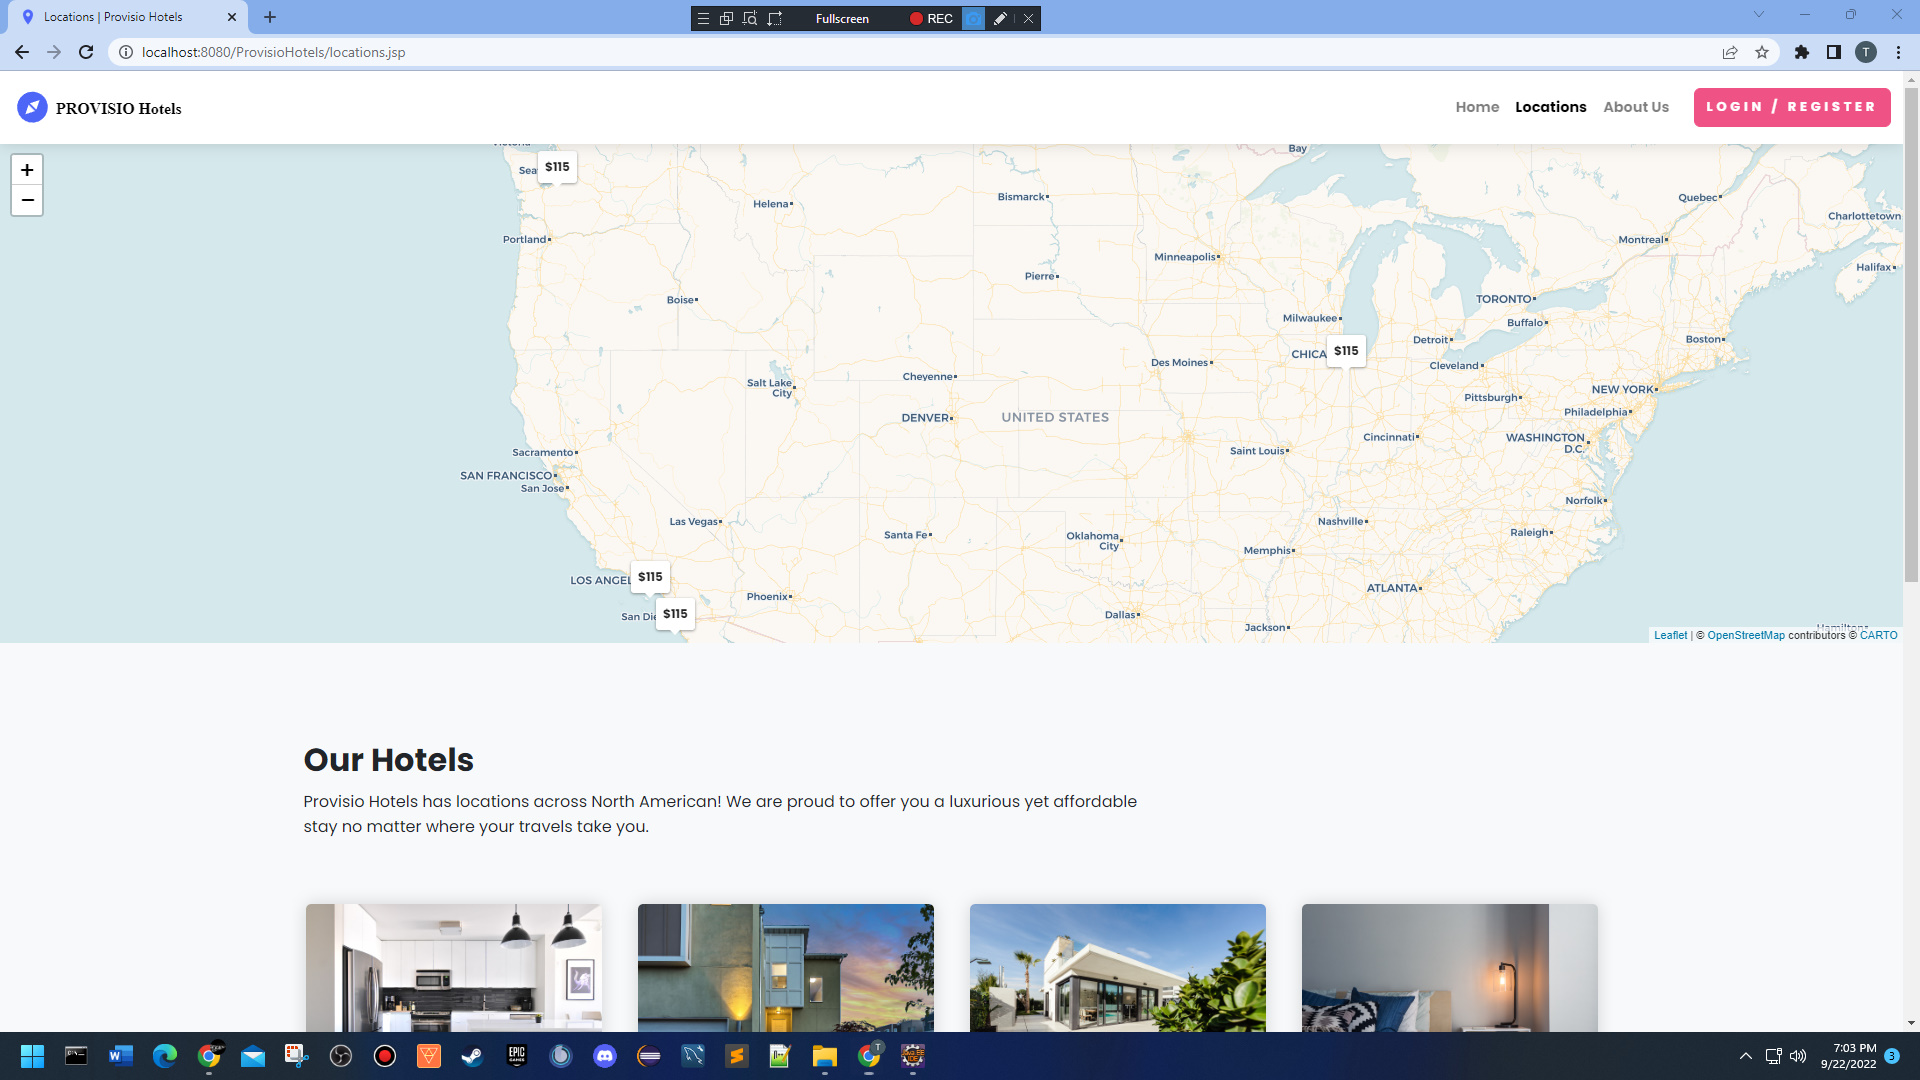 Locations | Provisio Hotels
Fullscreen
REC
localhost:8080/ProvisioHotels/locations.jsp
T
PROVISIO Hotels
Home
Locations
About Us
LOGIN / REGISTER
+
−
$115
Bay
Helena
Bismarck
Quebec
Charlottetown
Portland
Montreal
Minneapolis
Halifax
Pierre
Boise
TORONTO
Milwaukee
Buffalo
Detroit
Boston
$115
Des Moines
Cleveland
Cheyenne
Salt Lake
City
NEW YORK
Pittsburgh
Philadelphia
DENVER
UNITED STATES
Cincinnati
WASHINGTON
D.C.
Sacramento
Saint Louis
SAN FRANCISCO
San Jose
Norfolk
Las Vegas
Nashville
Santa Fe
Oklahoma
City
Raleigh
Memphis
LOS ANGEL
$115
Phoenix
ATLANTA
San Die
$115
Dallas
Jackson
Leaflet | © OpenStreetMap contributors © CARTO
Our Hotels
Provisio Hotels has locations across North American! We are proud to offer you a luxurious yet affordable
stay no matter where your travels take you.
EPIC
GAMES
7:03 PM
9/22/2022
3